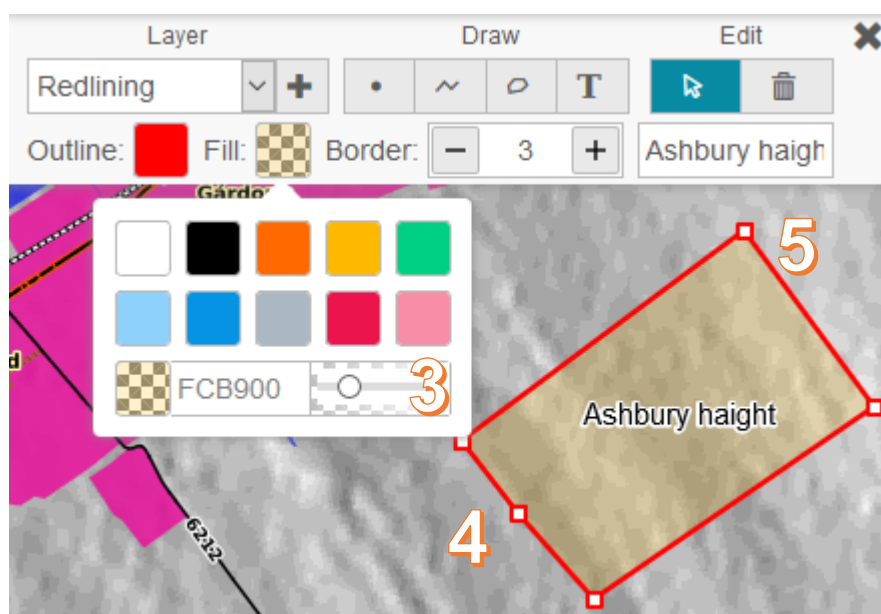 Layer Draw Edit
Redlining T
Outline: Fill: Border: 3 Ashbury haigh
5
FCB900 3
Ashbury haight
4
6212
d